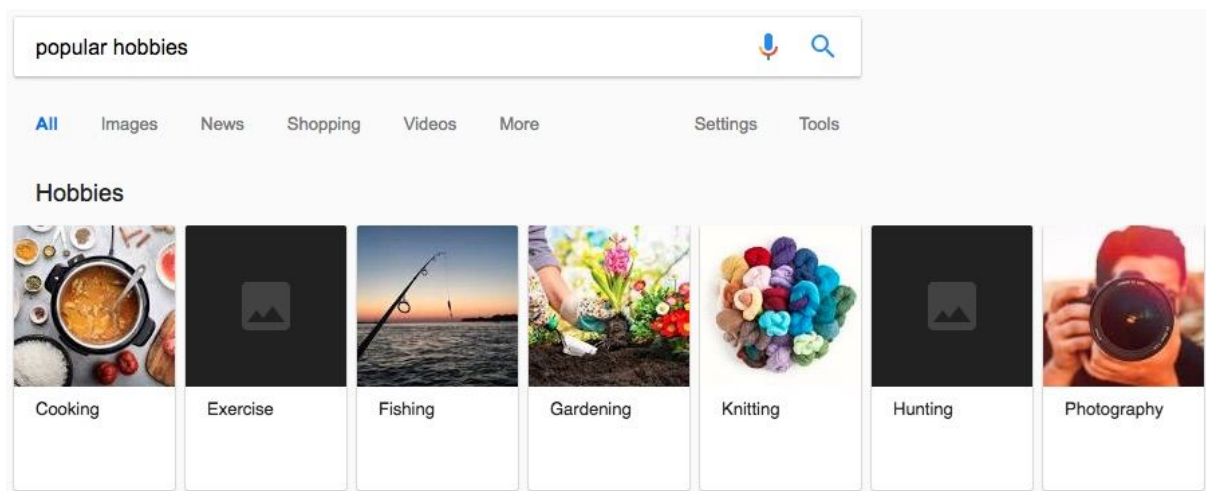 popular hobbies
All Images News Shopping Videos More Settings Tools
Hobbies
Cooking Exercise Fishing Gardening Knitting Hunting Photography